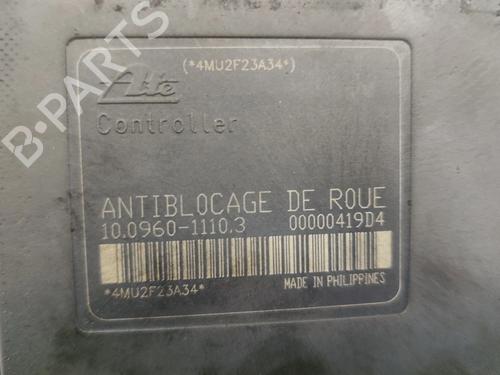 (*4MU2F23A34*)
Ate
Controller
ANTIBLOCAGE DE ROUE
10.0960-1110.3 00000419D4
*4MU2F23A34*
MADE IN PHILIPPINES
B-PARTS